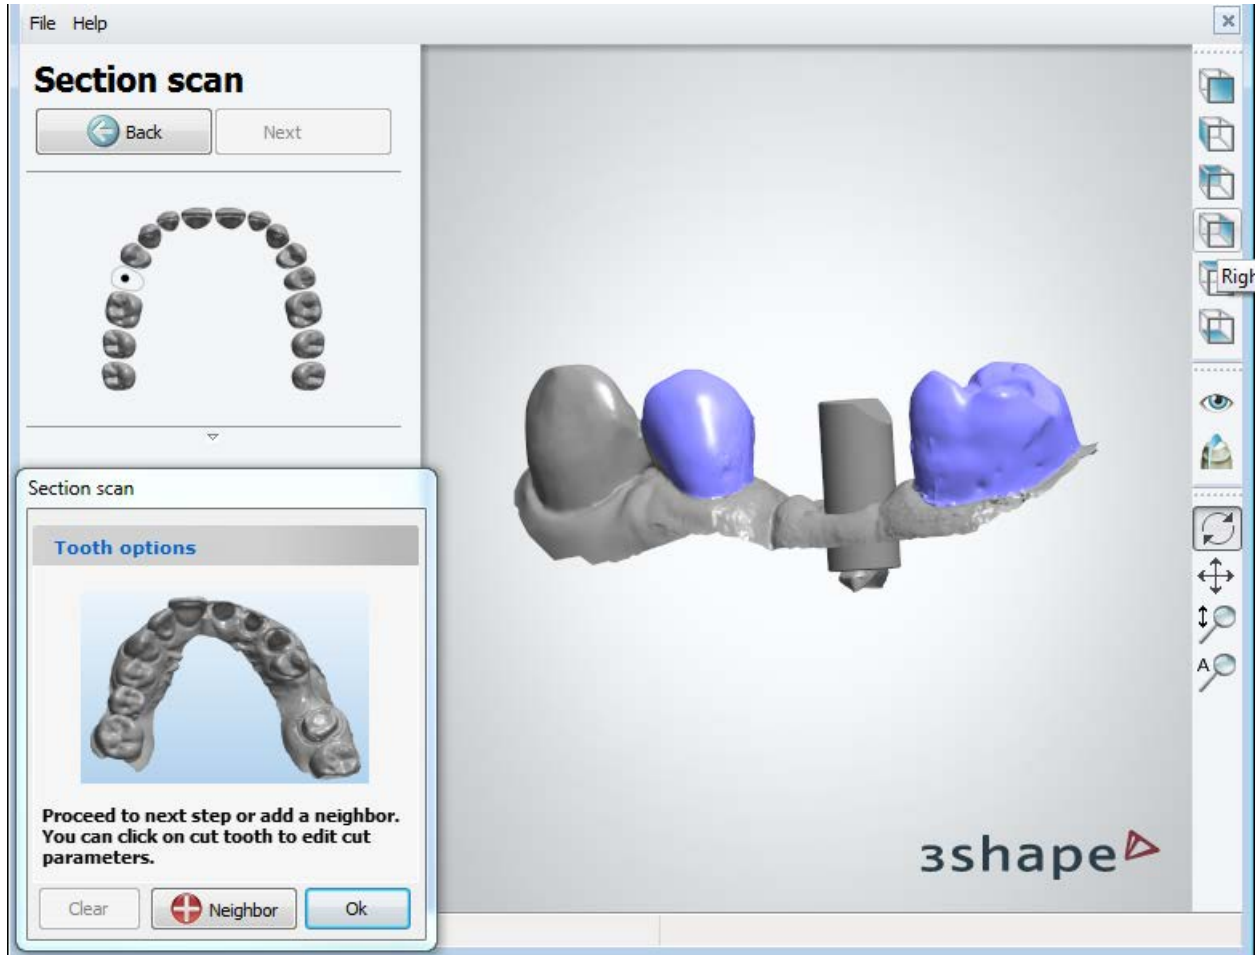 File Help
Section scan
Back Next
Righ
Section scan
Tooth options
Proceed to next step or add a neighbor.
You can click on cut tooth to edit cut
parameters.
Clear Neighbor Ok
A
3shape